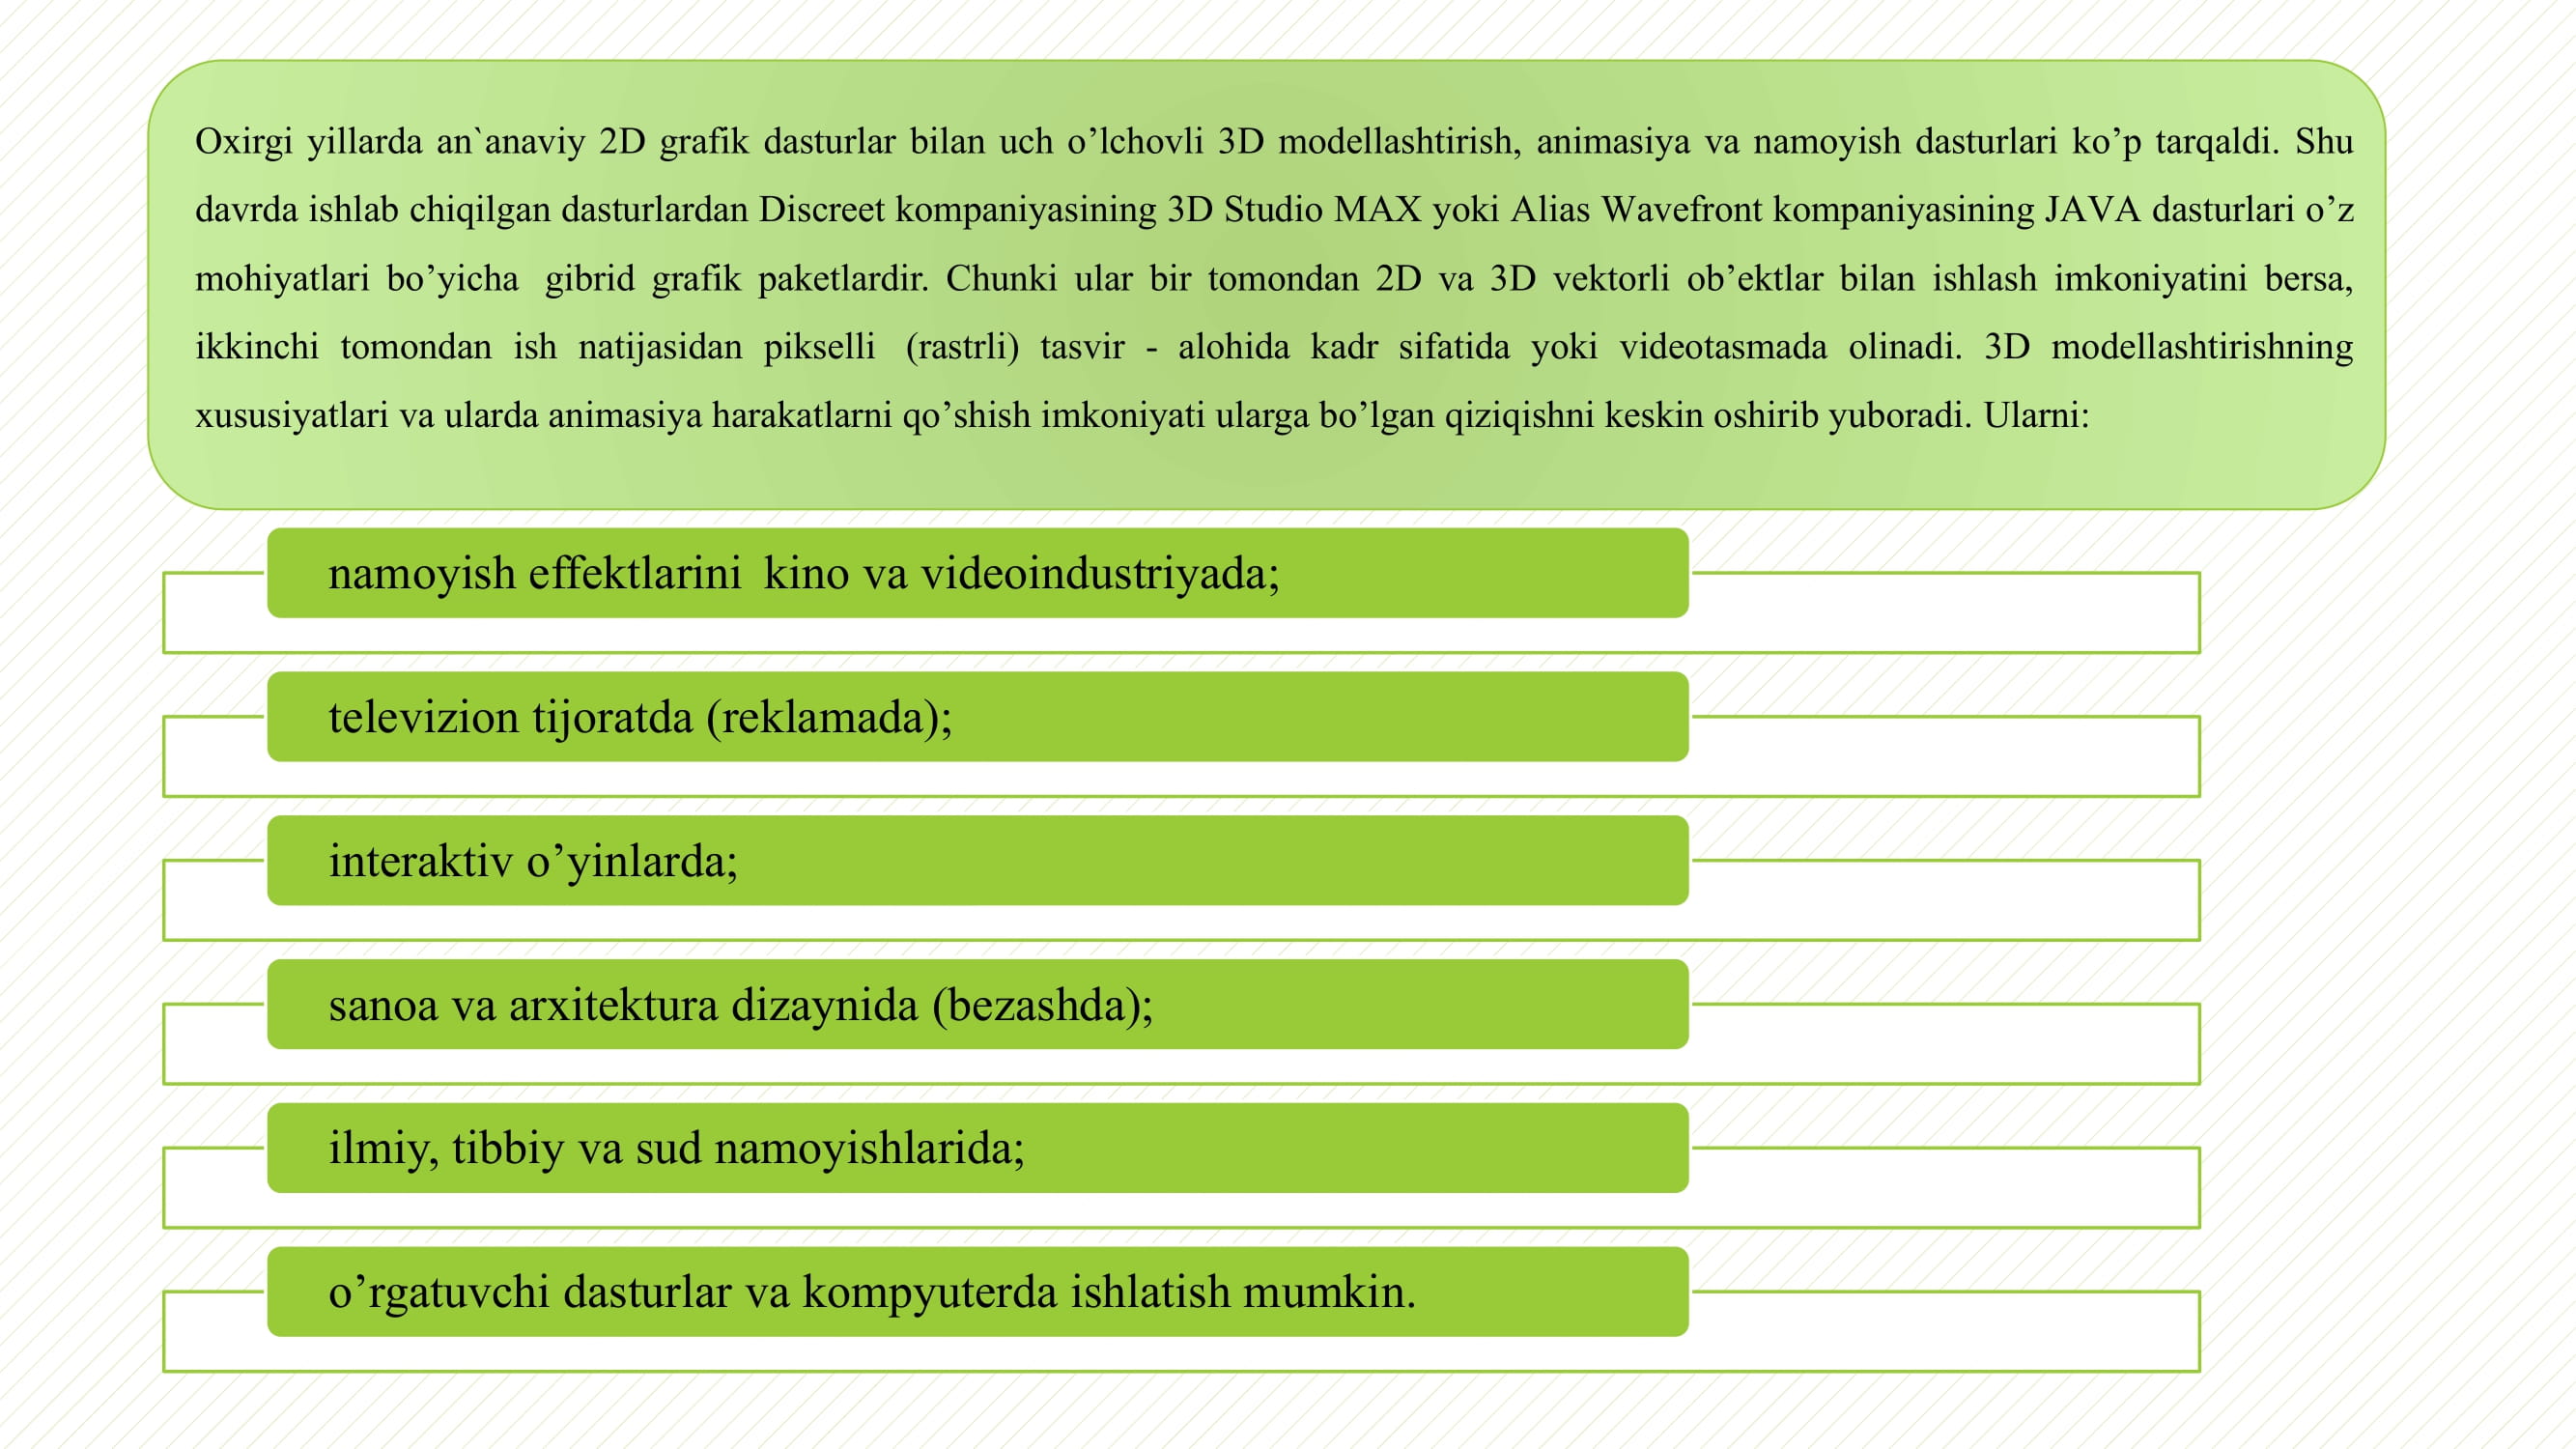 Oxirgi yillarda an`anaviy 2D grafik dasturlar bilan uch o’lchovli 3D modellashtirish, animasiya va namoyish dasturlari ko’p tarqaldi. Shu
davrda ishlab chiqilgan dasturlardan Discreet kompaniyasining 3D Studio MAX yoki Alias Wavefront kompaniyasining JAVA dasturlari o’z
mohiyatlari bo’yicha gibrid grafik paketlardir. Chunki ular bir tomondan 2D va 3D vektorli ob’ektlar bilan ishlash imkoniyatini bersa,
ikkinchi tomondan ish natijasidan pikselli (rastrli) tasvir - alohida kadr sifatida yoki videotasmada olinadi. 3D modellashtirishning
xususiyatlari va ularda animasiya harakatlarni qo’shish imkoniyati ularga bo’lgan qiziqishni keskin oshirib yuboradi. Ularni:
namoyish effektlarini kino va videoindustriyada;
televizion tijoratda (reklamada);
interaktiv o’yinlarda;
sanoa va arxitektura dizaynida (bezashda);
ilmiy, tibbiy va sud namoyishlarida;
o’rgatuvchi dasturlar va kompyuterda ishlatish mumkin.